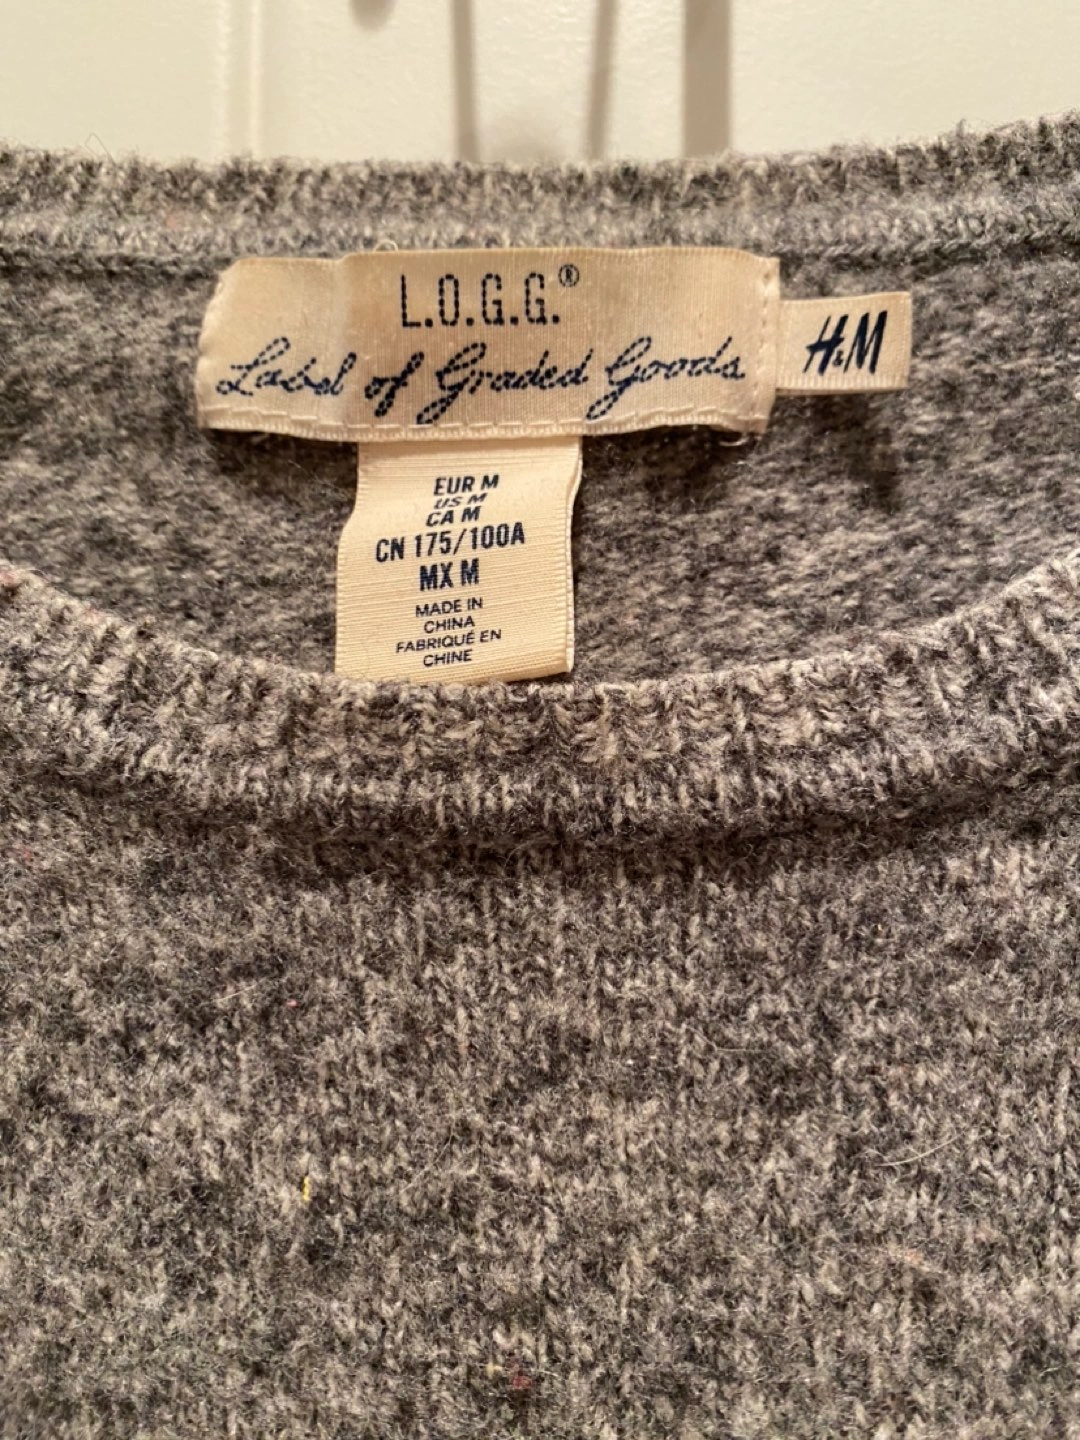 L.O.G.G.®
Label of Graded Goods
H&M
EUR M
US M
CA M
CN 175/100A
MX M
MADE IN
CHINA
FABRIQUÉ EN
CHINE